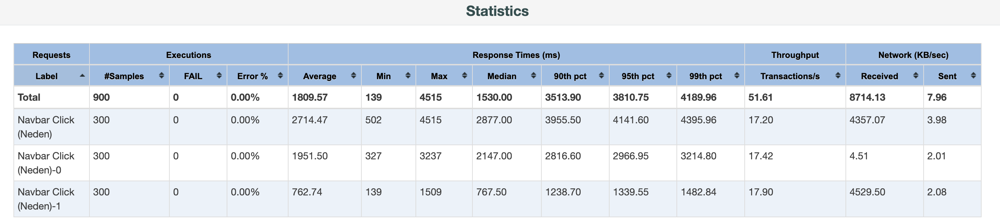 Statistics
Requests Executions Response Times (ms) Throughput Network (KB/sec)
Label #Samples FAIL Error % Average Min Max Median 90th pct 95th pct 99th pct Transactions/s Received Sent
Total 900 0 0.00% 1809.57 139 4515 1530.00 3513.90 3810.75 4189.96 51.61 8714.13 7.96
Navbar Click 300 0 0.00% 2714.47 502 4515 2877.00 3955.50 4141.60 4395.96 17.20 4357.07 3.98
(Neden)
Navbar Click 300 0 0.00% 1951.50 327 3237 2147.00 2816.60 2966.95 3214.80 17.42 4.51 2.01
(Neden)-0
Navbar Click 300 0 0.00% 762.74 139 1509 767.50 1238.70 1339.55 1482.84 17.90 4529.50 2.08
(Neden)-1